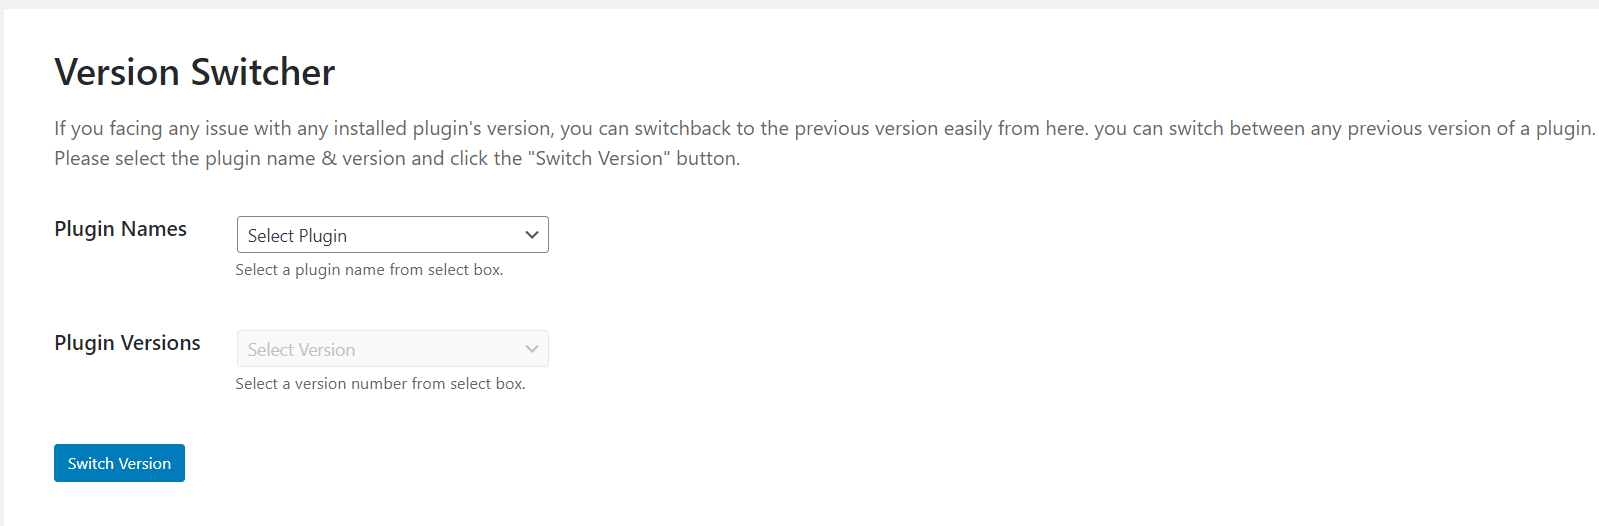 Version Switcher
If you facing any issue with any installed plugin's version, you can switchback to the previous version easily from here. you can switch between any previous version of a plugin.
Please select the plugin name & version and click the "Switch Version" button.
Plugin Names
Select Plugin
Select a plugin name from select box.
Plugin Versions
Select Version
Select a version number from select box.
Switch Version